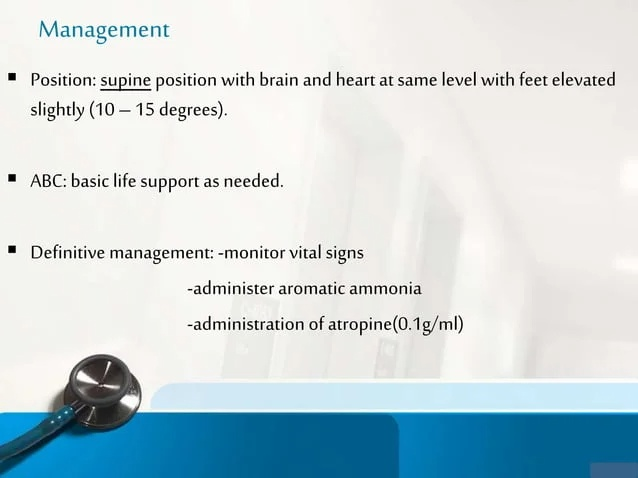 Management
▪ Position: supine position with brain and heart at same level with feet elevated
slightly (10 – 15 degrees).
▪ ABC: basic life support as needed.
▪ Definitive management: -monitor vital signs
-administer aromatic ammonia
-administration of atropine(0.1g/ml)